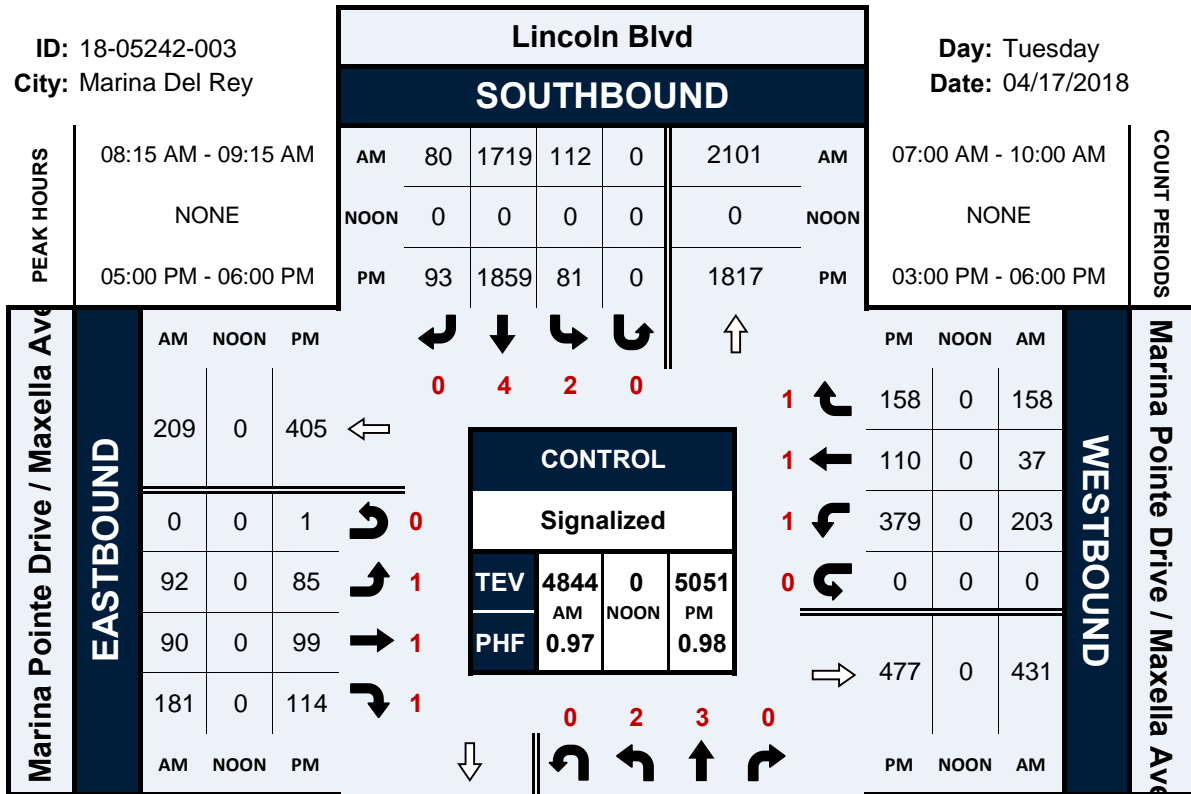 Lincoln Blvd
ID: 18-05242-003
City: Marina Del Rey
Day: Tuesday
Date: 04/17/2018
SOUTHBOUND
PEAK HOURS
08:15 AM - 09:15 AM
NONE
05:00 PM - 06:00 PM
AM 80 1719 112 0 2101 AM
NOON 0 0 0 0 0 NOON
PM 93 1859 81 0 1817 PM
07:00 AM - 10:00 AM
NONE
03:00 PM - 06:00 PM
COUNT PERIODS
0 4 2 0
Marina Pointe Drive / Maxella Ave
EASTBOUND
AM NOON PM
209 0 405
0 0 1 0
92 0 85 1
90 0 99 1
181 0 114 1
AM NOON PM
CONTROL
Signalized
TEV 4844 0 5051
AM NOON PM
PHF 0.97 0.98
PM NOON AM
1 158 0 158
1 110 0 37
1 379 0 203
0 0 0 0
477 0 431
PM NOON AM
WESTBOUND
Marina Pointe Drive / Maxella Ave
0 2 3 0